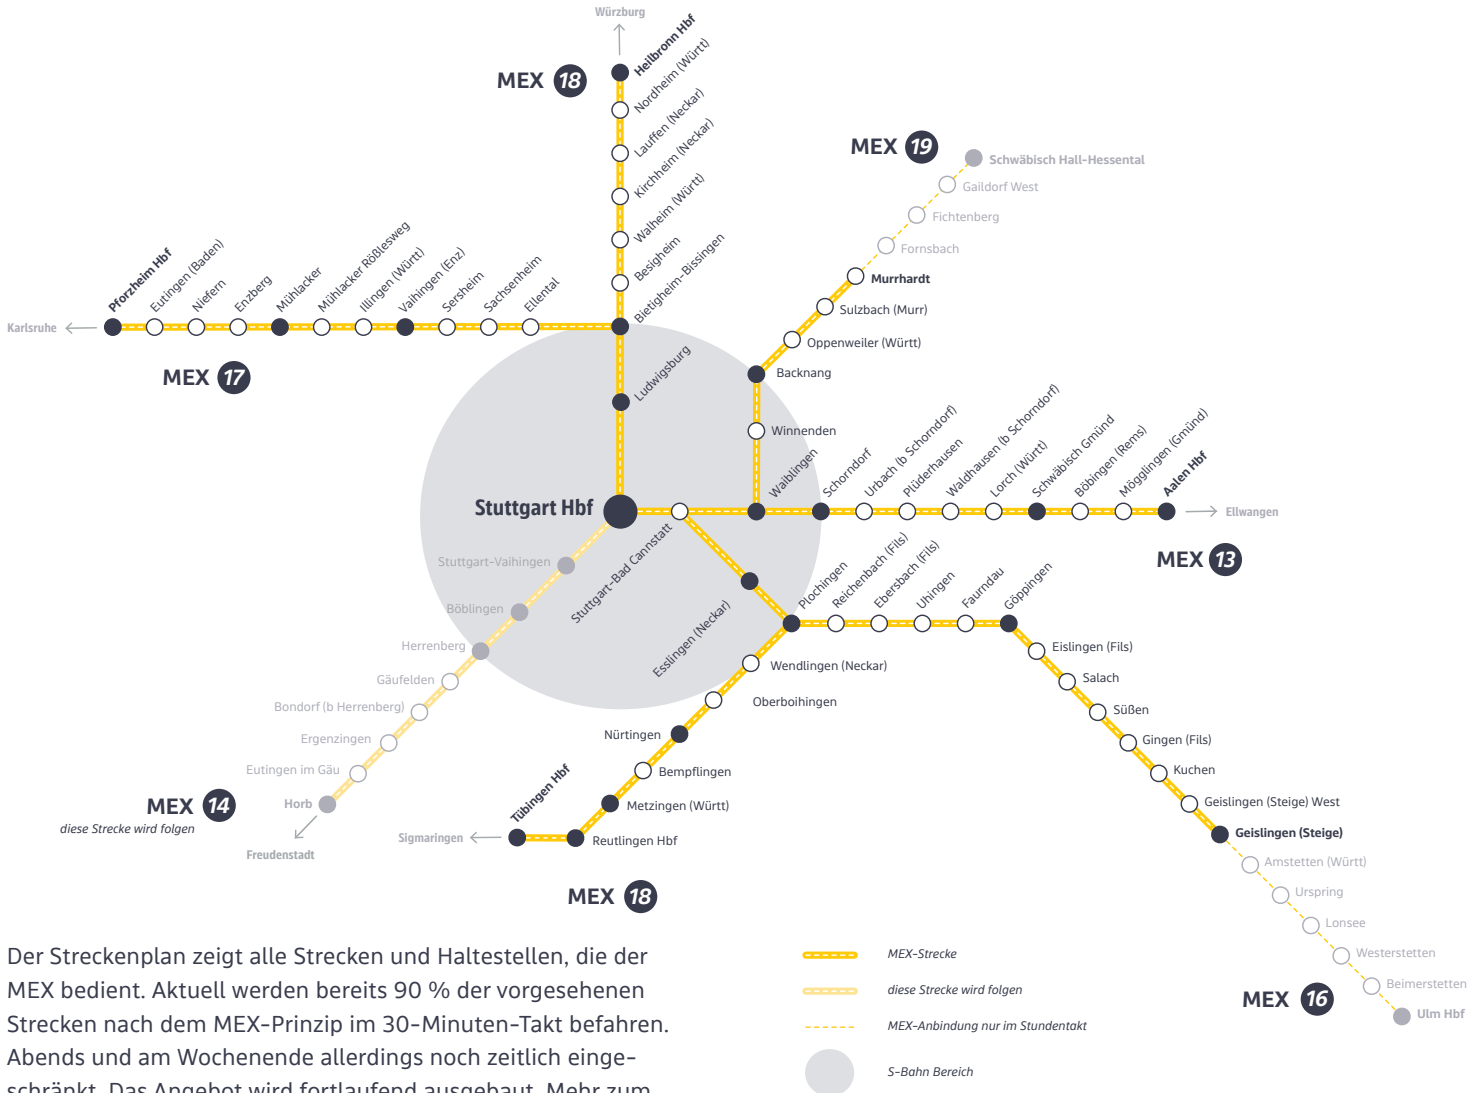 Würzburg
Heilbronn Hbf
MEX 18
Nordheim (Württ)
Lauffen (Neckar)
Kirchheim (Neckar)
Walheim (Württ)
Besigheim
Bietigheim-Bissingen
MEX 19
Schwäbisch Hall-Hessental
Gaildorf West
Fichtenberg
Fornsbach
Murrhardt
Sulzbach (Murr)
Oppenweiler (Württ)
Backnang
Winnenden
Karlsruhe
Pforzheim Hbf
Eutingen (Baden)
Niefern
Enzberg
Mühlacker
Mühlacker Rößlesweg
Illingen (Württ)
Vaihingen (Enz)
Sersheim
Sachsenheim
Ellental
MEX 17
Ludwigsburg
Stuttgart Hbf
Stuttgart-Bad Cannstatt
Waiblingen
Schorndorf
Urbach (b Schorndorf)
Plüderhausen
Waldhausen (b Schorndorf)
Lorch (Württ)
Schwäbisch Gmünd
Böbingen (Rems)
Mögglingen (Gmünd)
Aalen Hbf
Ellwangen
MEX 13
Stuttgart-Vaihingen
Böblingen
Herrenberg
Gäufelden
Bondorf (b Herrenberg)
Ergenzingen
Eutingen im Gäu
Horb
MEX 14
diese Strecke wird folgen
Freudenstadt
Esslingen (Neckar)
Plochingen
Reichenbach (Fils)
Ebersbach (Fils)
Uhingen
Faurndau
Göppingen
Eislingen (Fils)
Salach
Süßen
Gingen (Fils)
Kuchen
Geislingen (Steige) West
Geislingen (Steige)
Amstetten (Württ)
Urspring
Lonsee
Westerstetten
Beimerstetten
Ulm Hbf
MEX 16
Wendlingen (Neckar)
Oberboihingen
Nürtingen
Bempflingen
Metzingen (Württ)
Reutlingen Hbf
Tübingen Hbf
Sigmaringen
MEX 18
Der Streckenplan zeigt alle Strecken und Haltestellen, die der
MEX bedient. Aktuell werden bereits 90 % der vorgesehenen
Strecken nach dem MEX-Prinzip im 30-Minuten-Takt befahren.
Abends und am Wochenende allerdings noch zeitlich einge-
schränkt. Das Angebot wird fortlaufend ausgebaut. Mehr zum
MEX-Strecke
diese Strecke wird folgen
MEX-Anbindung nur im Stundentakt
S-Bahn Bereich